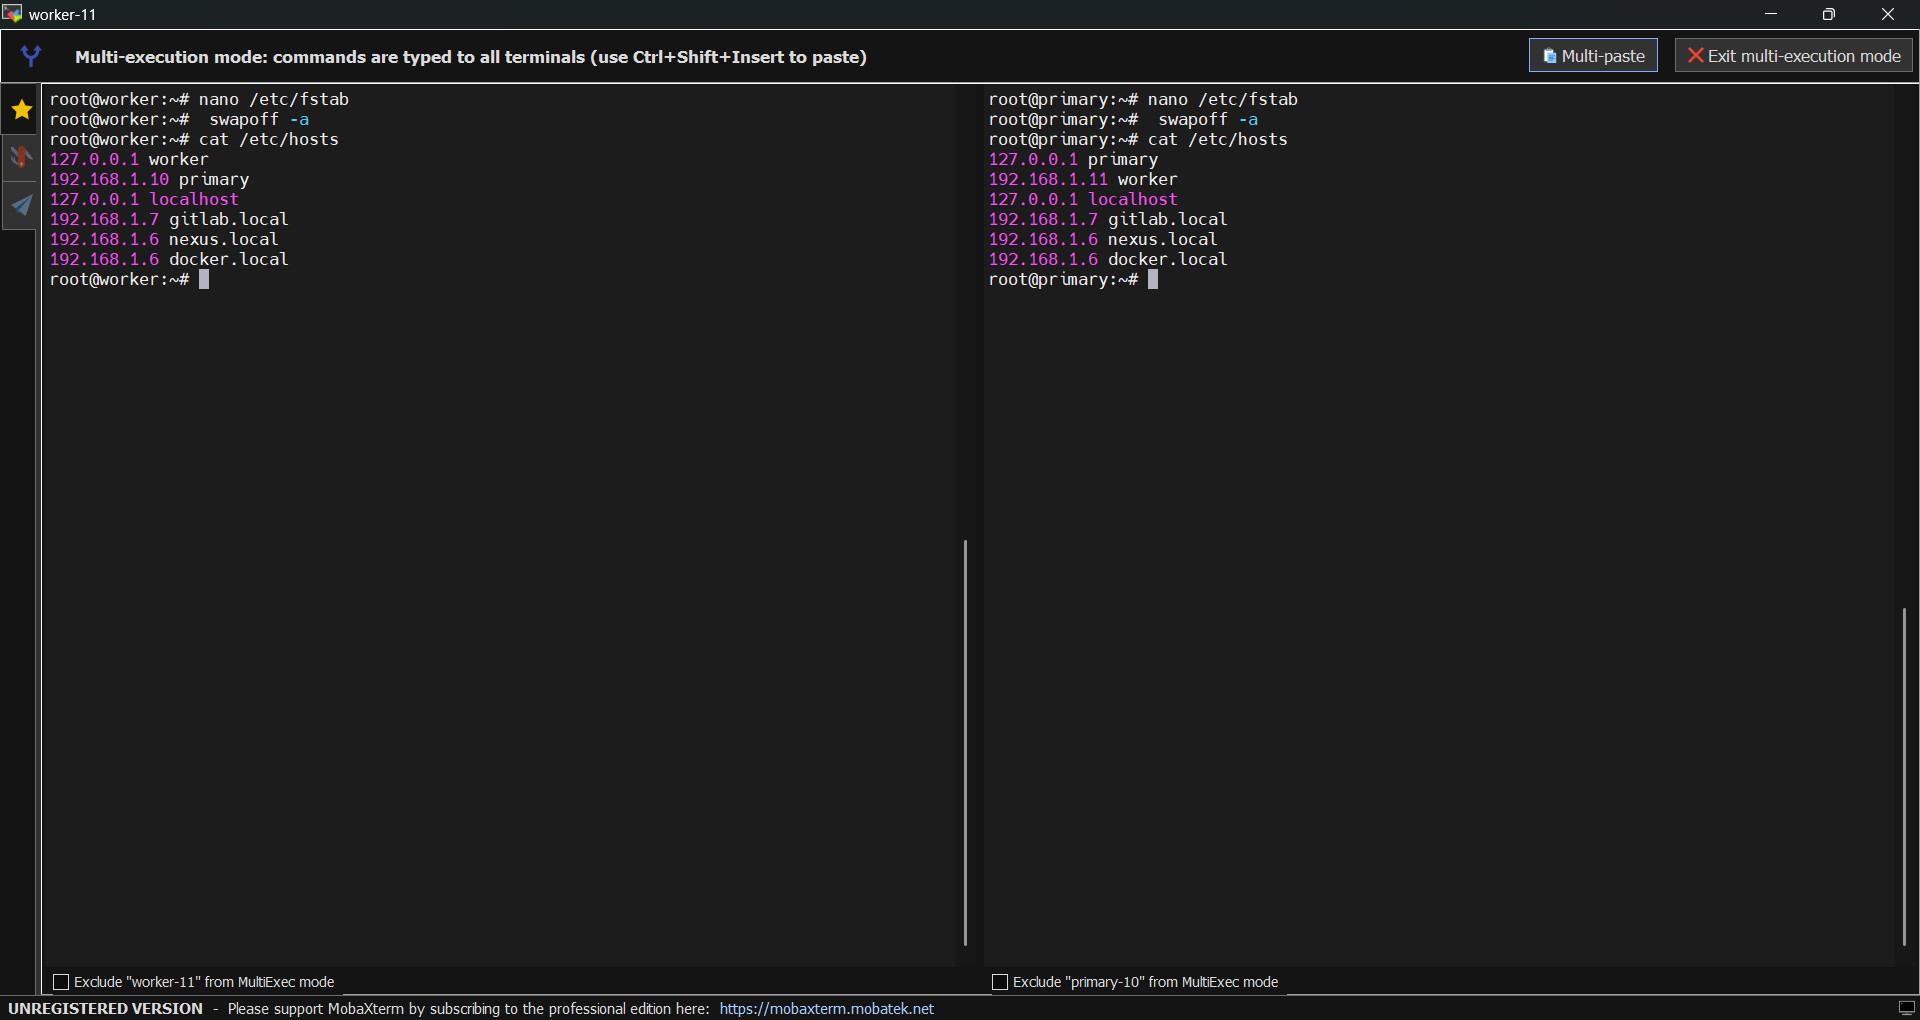 worker-11
Multi-execution mode: commands are typed to all terminals (use Ctrl+Shift+Insert to paste)
Multi-paste
Exit multi-execution mode
root@worker:~# nano /etc/fstab
root@worker:~#  swapoff -a
root@worker:~# cat /etc/hosts
127.0.0.1 worker
192.168.1.10 primary
127.0.0.1 localhost
192.168.1.7 gitlab.local
192.168.1.6 nexus.local
192.168.1.6 docker.local
root@worker:~#
root@primary:~# nano /etc/fstab
root@primary:~#  swapoff -a
root@primary:~# cat /etc/hosts
127.0.0.1 primary
192.168.1.11 worker
127.0.0.1 localhost
192.168.1.7 gitlab.local
192.168.1.6 nexus.local
192.168.1.6 docker.local
root@primary:~#
Exclude "worker-11" from MultiExec mode
Exclude "primary-10" from MultiExec mode
UNREGISTERED VERSION - Please support MobaXterm by subscribing to the professional edition here: https://mobaxterm.mobatek.net